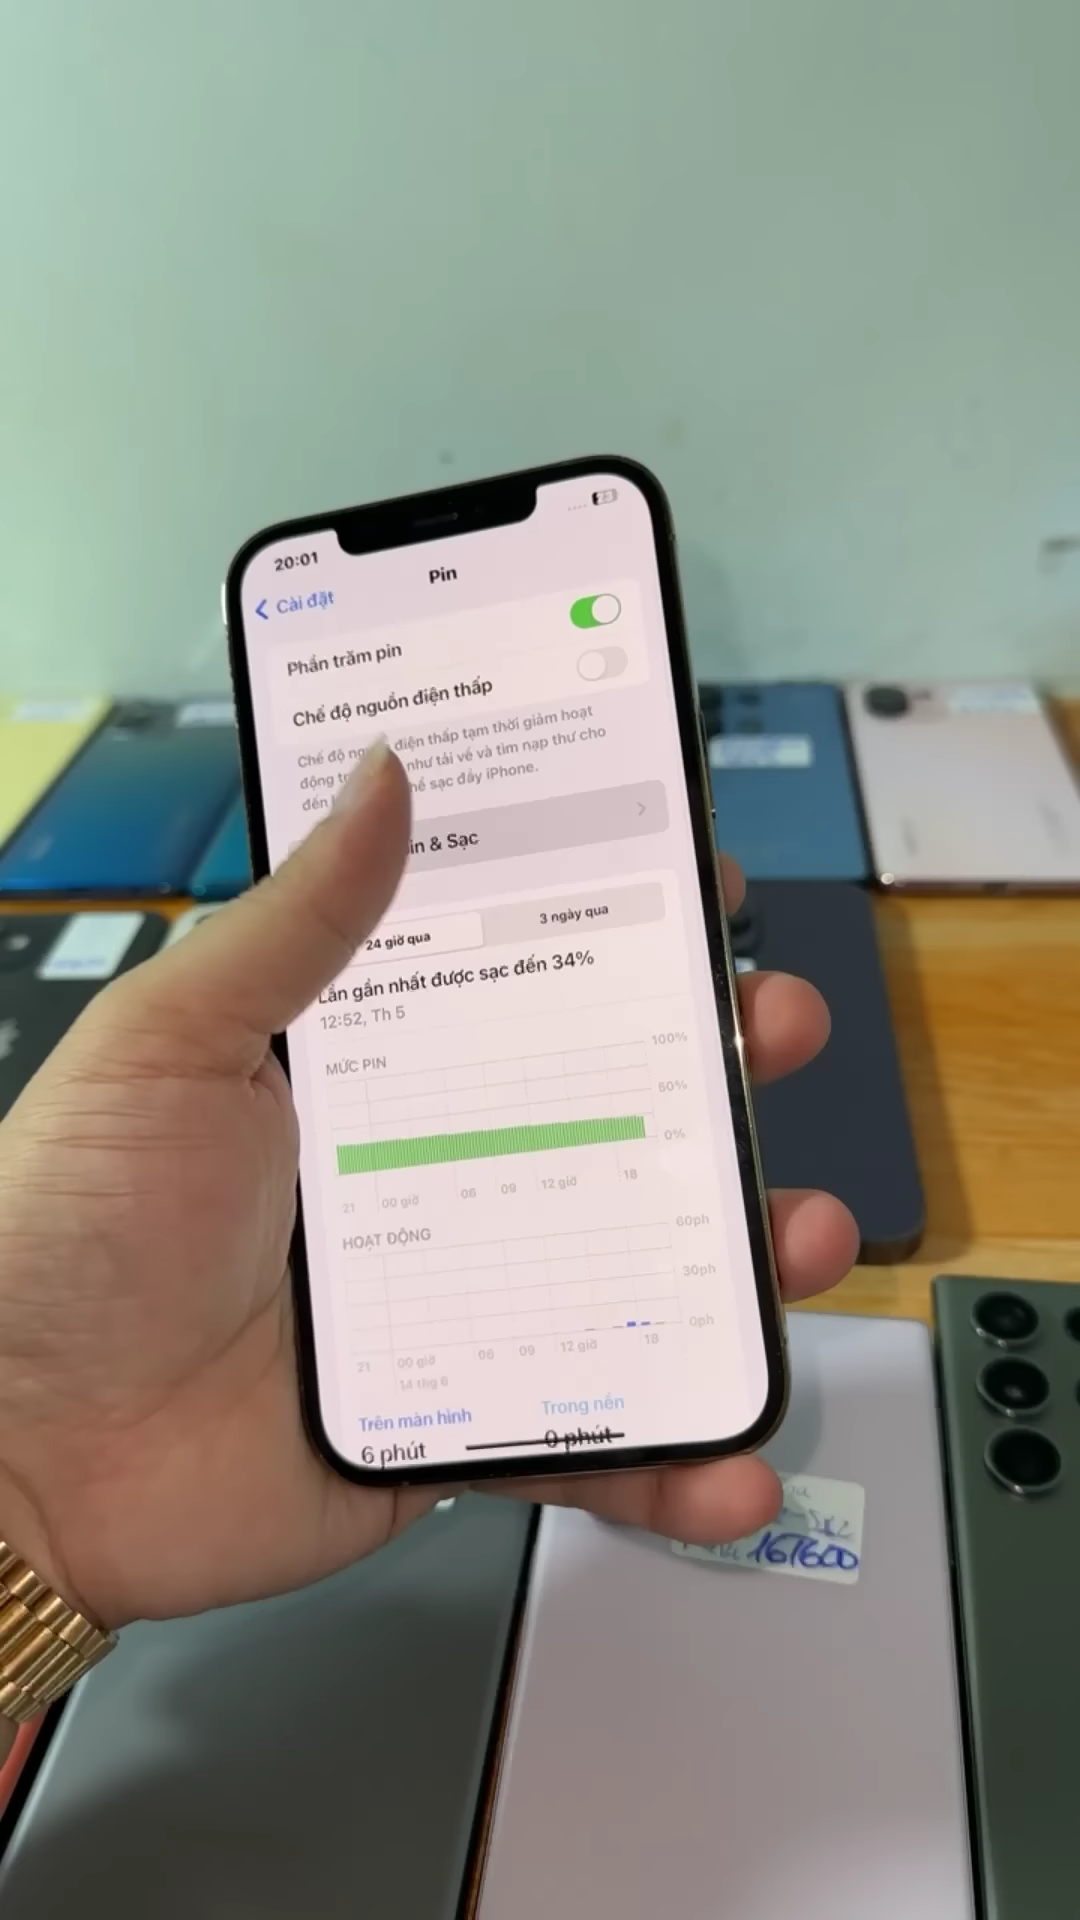 20:01
23
Cài đặt
Pin
Phần trăm pin
Chế độ nguồn điện thấp
Chế độ điện thấp tạm thời giảm hoạt
động như tải về và tìm nạp thư cho
đến sạc đầy iPhone.
& Sạc
24 giờ qua
3 ngày qua
Lần gần nhất được sạc đến 34%
12:52, Th 5
MỨC PIN
100%
50%
0%
21
00 giờ
06
09
12 giờ
18
HOẠT ĐỘNG
60ph
30ph
0ph
21
00 giờ
06
09
12 giờ
18
14 thg 6
Trên màn hình
Trong nền
6 phút
0 phút
167600